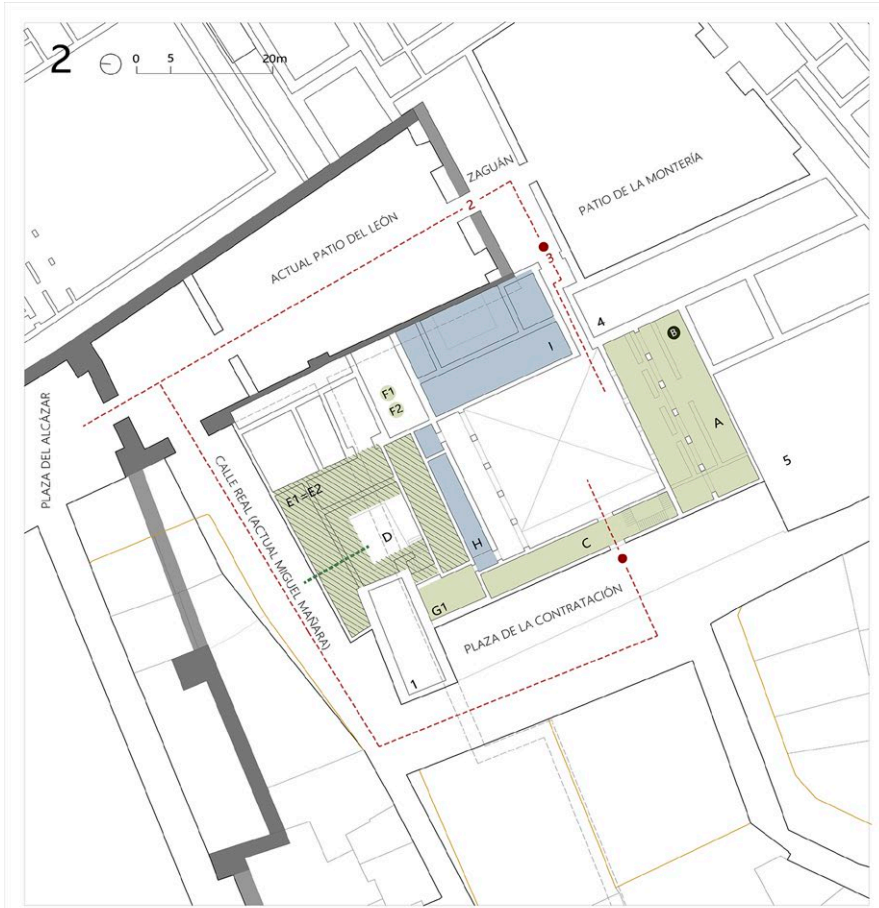 2
0 5 20m
ZAGUÁN
PATIO DE LA MONTERÍA
2
ACTUAL PATIO DEL LEÓN
3
4
B
I
F1
F2
A
PLAZA DEL ALCÁZAR
CALLE REAL (ACTUAL MIGUEL MAÑARA)
5
E1=E2
D
H
C
G1
PLAZA DE LA CONTRATACIÓN
1